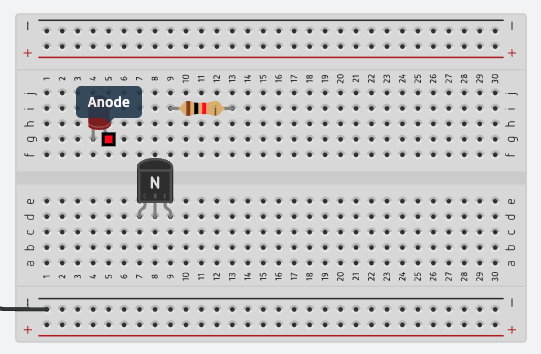 − −
+ +
1 2 3 4 5 6 7 8 9 10 11 12 13 14 15 16 17 18 19 20 21 22 23 24 25 26 27 28 29 30
j j
Anode
i i
h h
g g
f f
N
e e
d d
c c
b b
a a
1 2 3 4 5 6 7 8 9 10 11 12 13 14 15 16 17 18 19 20 21 22 23 24 25 26 27 28 29 30
− −
+ +